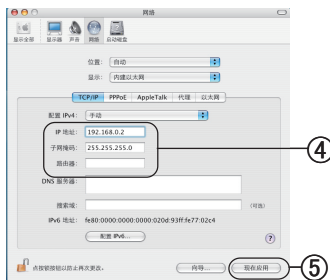 网络
显示全部 显示器 声音 网络 启动磁盘
位置： 自动
显示： 内建以太网
TCP/IP PPPoE AppleTalk 代理 以太网
配置 IPv4： 手动
IP 地址： 192.168.0.2
子网掩码： 255.255.255.0
路由器：
④
DNS 服务器：
搜索域： （可选）
IPv6 地址： fe80:0000:0000:0000:020d:93ff:fe77:02c4
配置 IPv6... ?
点按锁按钮以防止再次更改。 向导... 现在应用
⑤